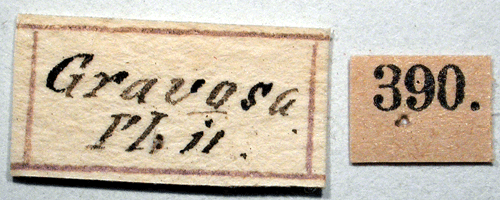 Gravosa
Ph ii.
390.